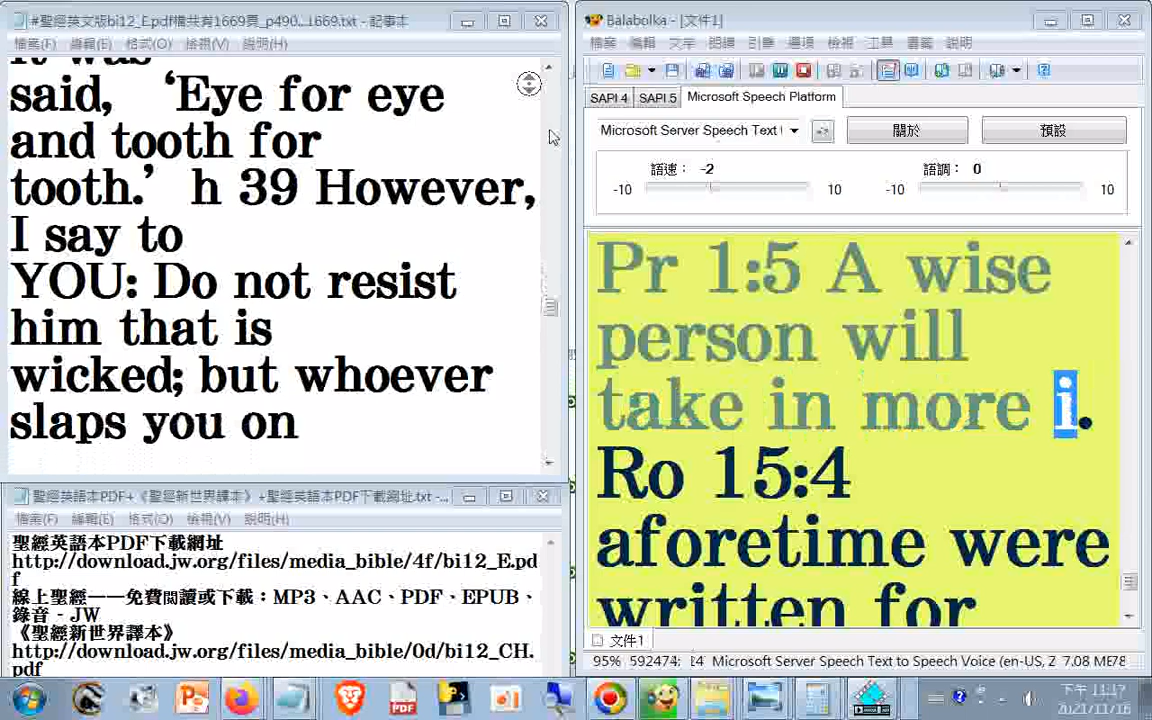 #聖經英文版bi12_E.pdf檔共有1669頁_p490...1669.txt - 記事本
檔案(F) 編輯(E) 格式(O) 檢視(V) 說明(H)
It was
said, ‘Eye for eye
and tooth for
tooth.’ h 39 However,
I say to
YOU: Do not resist
him that is
wicked; but whoever
slaps you on
聖經英語本PDF+《聖經新世界譯本》+聖經英語本PDF下載網址.txt - ...
檔案(F) 編輯(E) 格式(O) 檢視(V) 說明(H)
聖經英語本PDF下載網址
http://download.jw.org/files/media_bible/4f/bi12_E.pd
f
線上聖經——免費閱讀或下載：MP3、AAC、PDF、EPUB、
錄音 - JW
《聖經新世界譯本》
http://download.jw.org/files/media_bible/0d/bi12_CH.
pdf
Balabolka - [文件1]
檔案 編輯 文字 朗讀 引擎 選項 檢視 工具 書籤 說明
SAPI 4 SAPI 5 Microsoft Speech Platform
Microsoft Server Speech Text 關於 預設
語速： -2 語調： 0
-10 10 -10 10
Pr 1:5 A wise
person will
take in more i.
Ro 15:4
aforetime were
written for
文件1
95% 592474: Microsoft Server Speech Text to Speech Voice (en-US, Z 7.08 ME
PDF
下午 11:17
2021/11/16